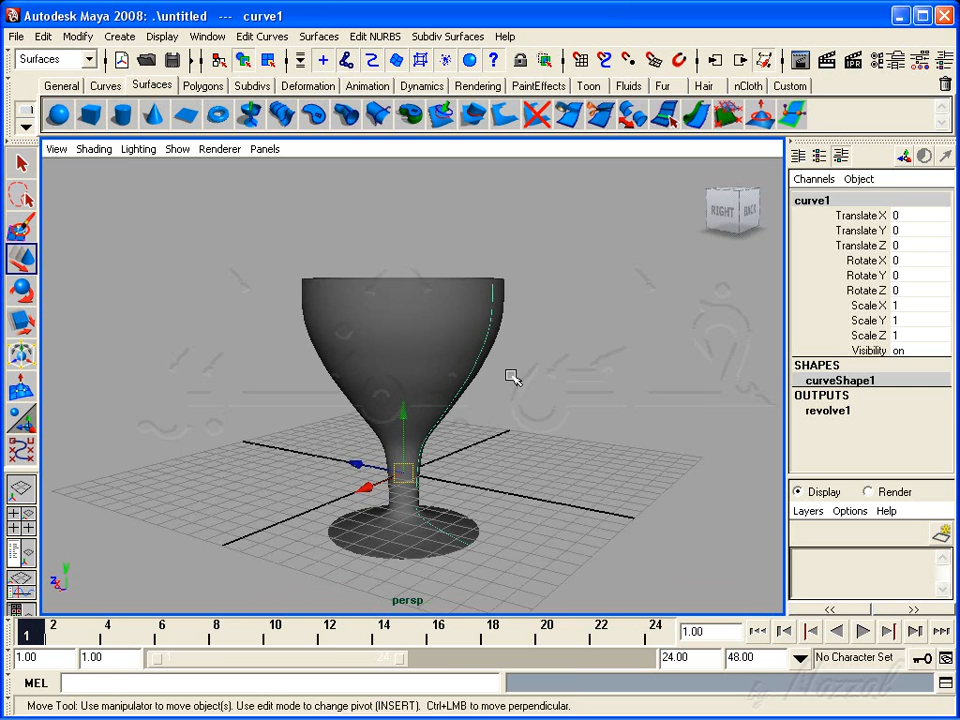 Autodesk Maya 2008: .\untitled --- curve1
File Edit Modify Create Display Window Edit Curves Surfaces Edit NURBS Subdiv Surfaces Help
Surfaces
General Curves Surfaces Polygons Subdivs Deformation Animation Dynamics Rendering PaintEffects Toon Fluids Fur Hair nCloth Custom
View Shading Lighting Show Renderer Panels
RIGHT BACK
persp
y
z
Channels Object
curve1
Translate X 0
Translate Y 0
Translate Z 0
Rotate X 0
Rotate Y 0
Rotate Z 0
Scale X 1
Scale Y 1
Scale Z 1
Visibility on
SHAPES
curveShape1
OUTPUTS
revolve1
Display Render
Layers Options Help
<< >>
1 2 4 6 8 10 12 14 16 18 20 22 24 1.00
1.00 1.00 1 24 24.00 48.00 No Character Set
MEL
by Mazzal
Move Tool: Use manipulator to move object(s). Use edit mode to change pivot (INSERT). Ctrl+LMB to move perpendicular.